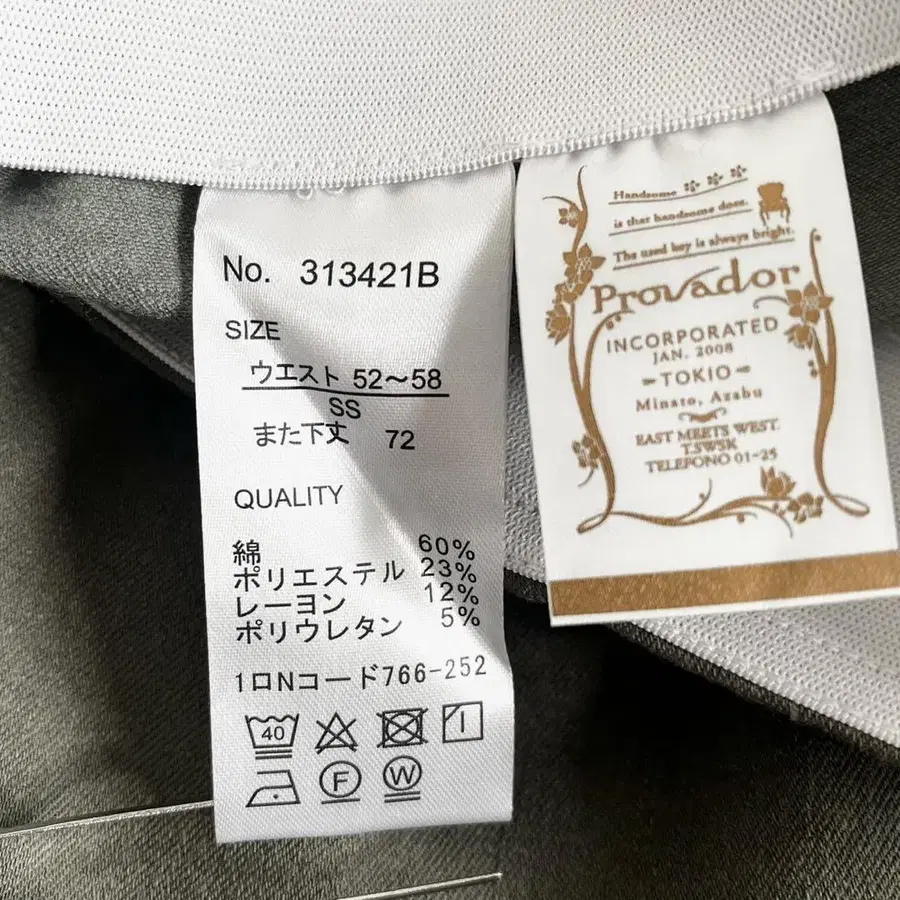 No. 313421B
SIZE
ウエスト 52～58
SS
また下丈 72
QUALITY
綿 60%
ポリエステル 23%
レーヨン 12%
ポリウレタン 5%
1ロNコード766-252
40
F
W
Handsome
is that handsome does.
The used key is always bright.
Provador
INCORPORATED
JAN. 2008
TOKIO
Minato, Azabu
EAST MEETS WEST.
T.SWSK
TELEFONO 01-25